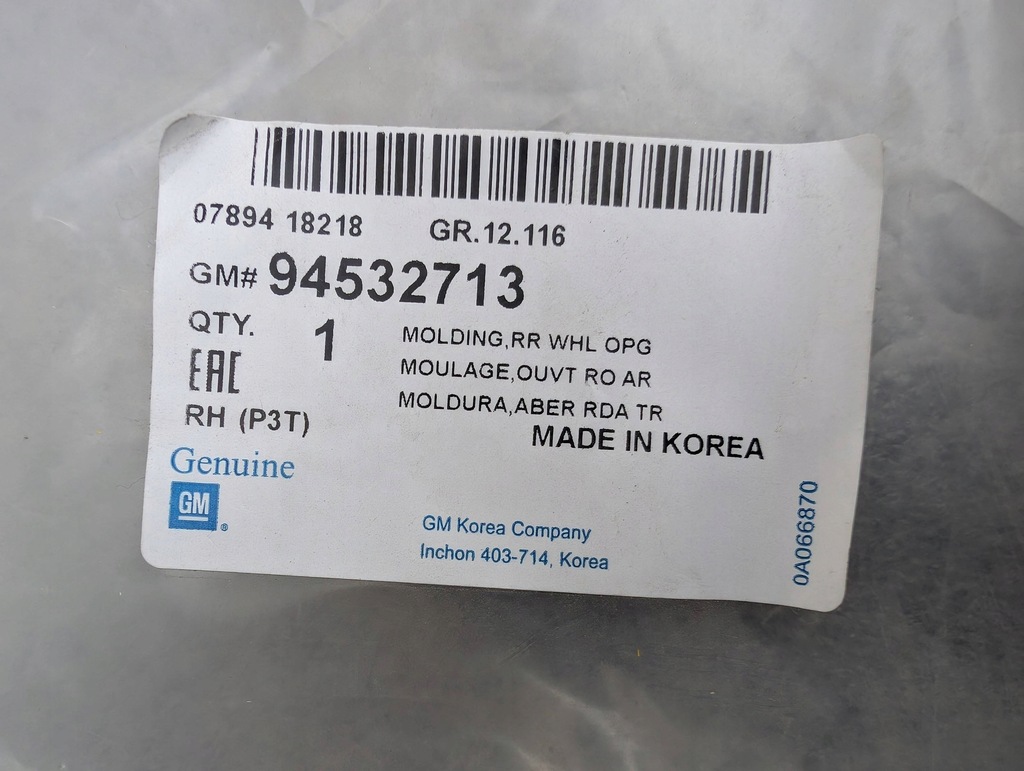 07894 18218 GR.12.116
GM# 94532713
QTY. 1
MOLDING,RR WHL OPG
MOULAGE,OUVT RO AR
MOLDURA,ABER RDA TR
EAC
RH (P3T)
MADE IN KOREA
Genuine
GM®
GM Korea Company
Inchon 403-714, Korea
0A066870